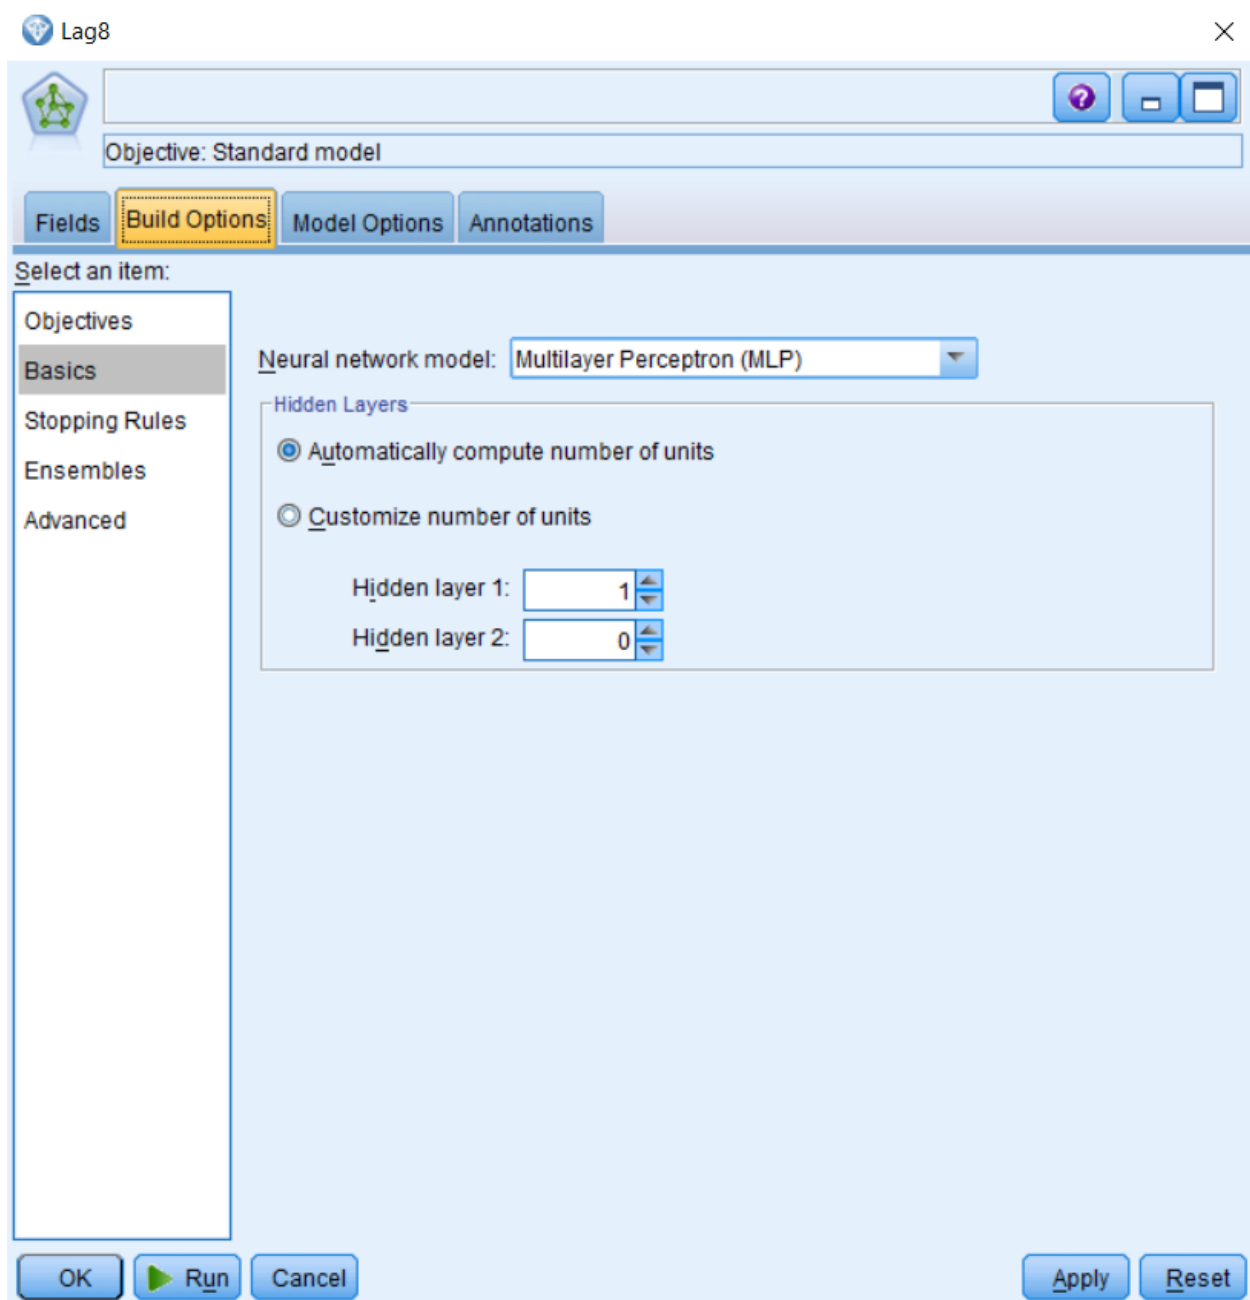 Lag8
?
Objective: Standard model
Fields Build Options Model Options Annotations
Select an item:
Objectives
Basics
Stopping Rules
Ensembles
Advanced
Neural network model: Multilayer Perceptron (MLP)
Hidden Layers
Automatically compute number of units
Customize number of units
Hidden layer 1: 1
Hidden layer 2: 0
OK Run Cancel Apply Reset